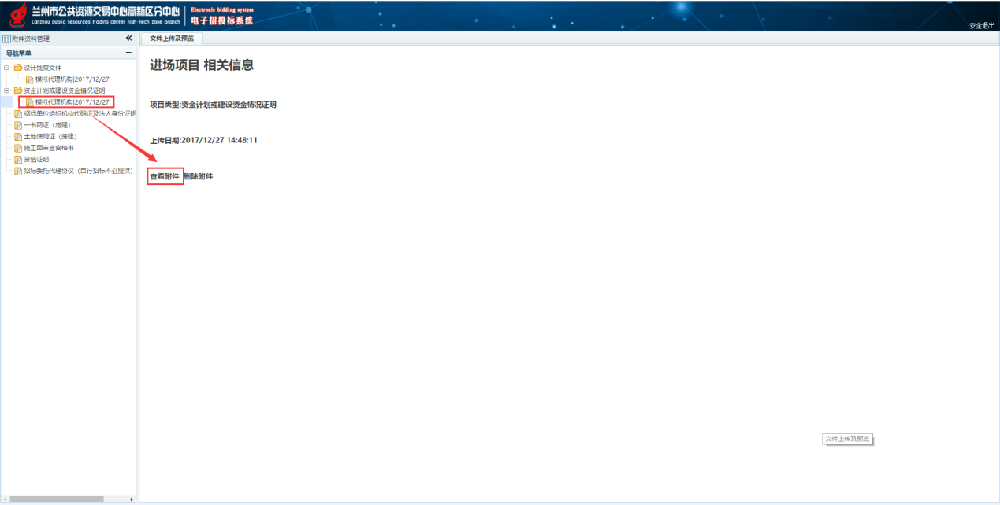 兰州市公共资源交易中心高新区分中心
Lanzhou public resources trading center high-tech zone branch
Electronic bidding system
电子招投标系统
安全退出
附件资料管理
文件上传及预览
导航菜单
设计批复文件
模拟代理机构|2017/12/27
资金计划或建设资金情况证明
模拟代理机构|2017/12/27
招标单位组织机构代码证及法人身份证明
一书两证（房建）
土地使用证（房建）
施工图审查合格书
资信证明
招标委托代理协议（自行招标不必提供）
进场项目 相关信息
项目类型:资金计划或建设资金情况证明
上传日期:2017/12/27 14:48:11
查看附件 删除附件
文件上传及预览